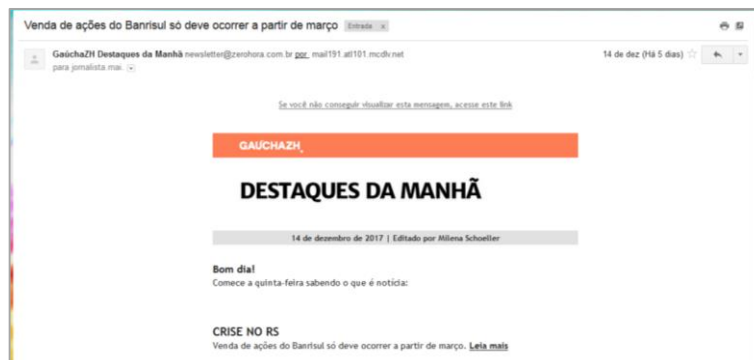 Venda de ações do Banrisul só deve ocorrer a partir de março Entrada x
GaúchaZH Destaques da Manhã newsletter@zerohora.com.br por mail191.atl101.mcdlv.net 14 de dez (Há 5 dias)
para jornalista.mai.
Se você não conseguir visualizar esta mensagem, acesse este link
GAÚCHAZH
DESTAQUES DA MANHÃ
14 de dezembro de 2017 | Editado por Milena Schoeller
Bom dia!
Comece a quinta-feira sabendo o que é notícia:
CRISE NO RS
Venda de ações do Banrisul só deve ocorrer a partir de março. Leia mais